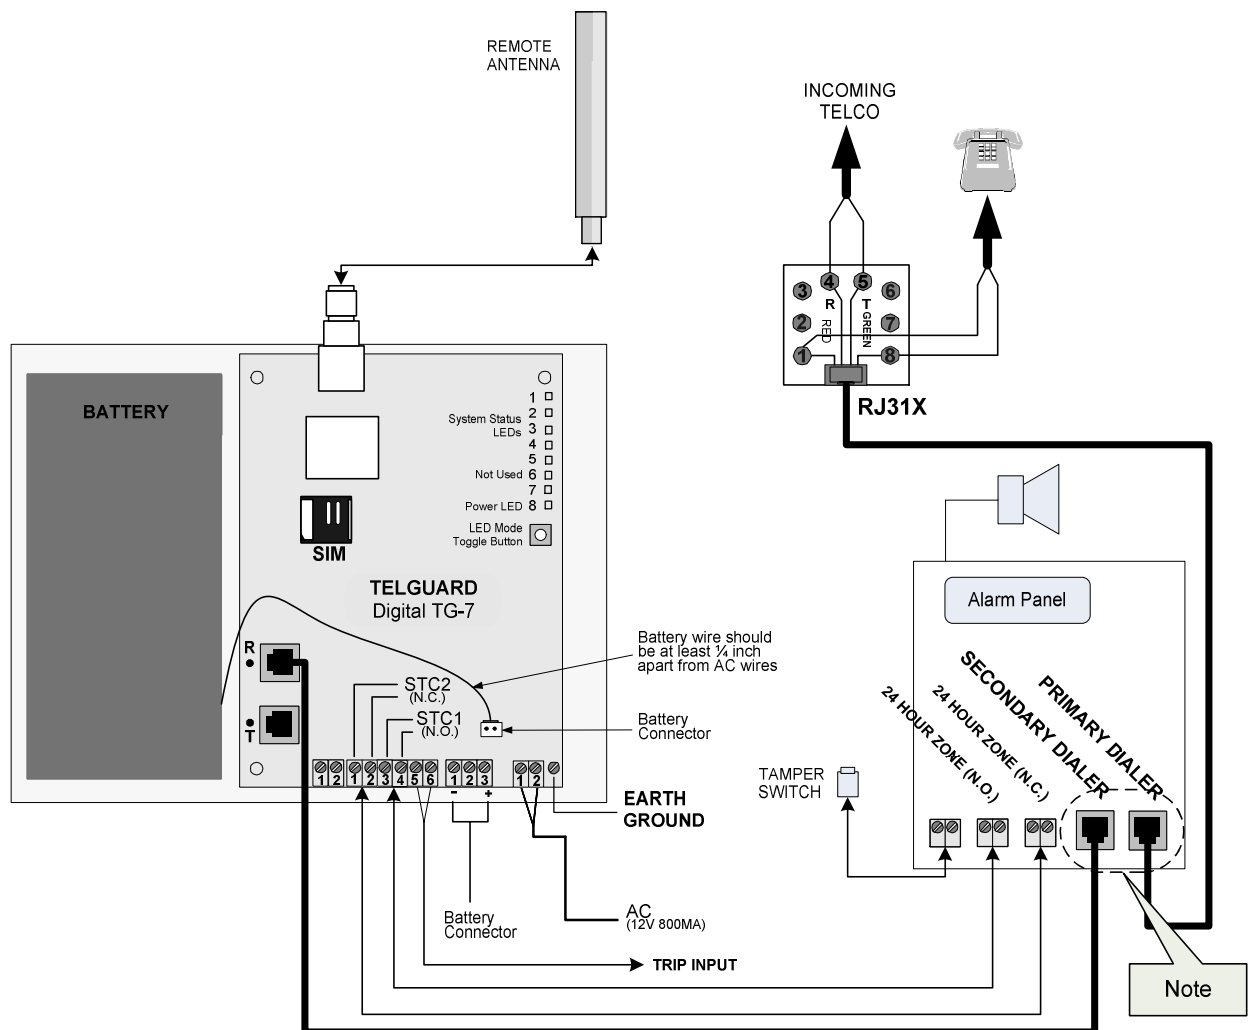 REMOTE
ANTENNA
INCOMING
TELCO
3
4
5
6
R
T
2
RED
GREEN
7
1
8
RJ31X
BATTERY
1
System Status
LEDs
2
3
4
5
Not Used 6
7
Power LED 8
LED Mode
Toggle Button
SIM
TELGUARD
Digital TG-7
Alarm Panel
R
T
Battery wire should
be at least ¼ inch
apart from AC wires
STC2
(N.C.)
STC1
(N.O.)
Battery
Connector
24 HOUR ZONE (N.O.)
24 HOUR ZONE (N.C.)
SECONDARY DIALER
PRIMARY DIALER
TAMPER
SWITCH
1 2 1 2 3 4 5 6 1 2 3 1 2
- +
EARTH
GROUND
Battery
Connector
AC
(12V 800MA)
TRIP INPUT
Note